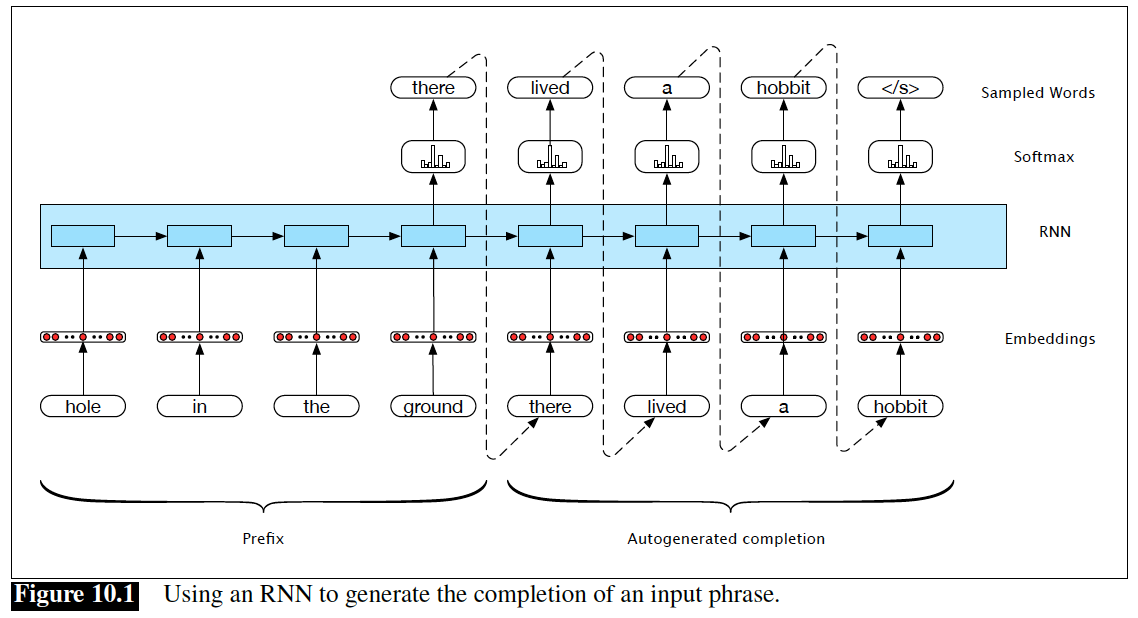 there lived a hobbit </s> Sampled Words
Softmax
RNN
Embeddings
hole in the ground there lived a hobbit
Prefix Autogenerated completion
Figure 10.1 Using an RNN to generate the completion of an input phrase.